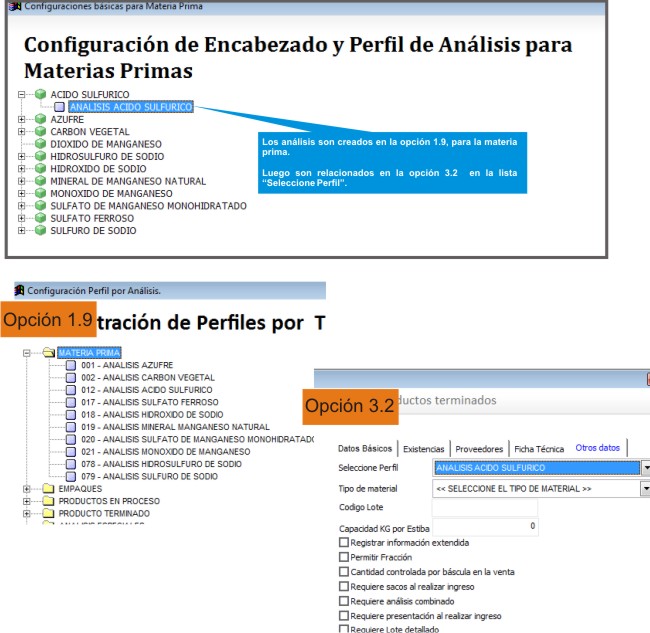 Configuraciones básicas para Materia Prima
Configuración de Encabezado y Perfil de Análisis para
Materias Primas
ACIDO SULFURICO
ANALISIS ACIDO SULFURICO
AZUFRE
CARBON VEGETAL
DIOXIDO DE MANGANESO
HIDROSULFURO DE SODIO
HIDROXIDO DE SODIO
MINERAL DE MANGANESO NATURAL
MONOXIDO DE MANGANESO
SULFATO DE MANGANESO MONOHIDRATADO
SULFATO FERROSO
SULFURO DE SODIO
Los análisis son creados en la opción 1.9, para la materia
prima.
Luego son relacionados en la opción 3.2 en la lista
“Seleccione Perfil”.
Configuración Perfil por Análisis.
Opción 1.9
tración de Perfiles por T
MATERIA PRIMA
001 - ANALISIS AZUFRE
002 - ANALISIS CARBON VEGETAL
012 - ANALISIS ACIDO SULFURICO
017 - ANALISIS SULFATO FERROSO
018 - ANALISIS HIDROXIDO DE SODIO
019 - ANALISIS MINERAL MANGANESO NATURAL
020 - ANALISIS SULFATO DE MANGANESO MONOHIDRATADO
021 - ANALISIS MONOXIDO DE MANGANESO
078 - ANALISIS HIDROSULFURO DE SODIO
079 - ANALISIS SULFURO DE SODIO
EMPAQUES
PRODUCTOS EN PROCESO
PRODUCTO TERMINADO
ANALISIS ESPECIALES
Opción 3.2
ductos terminados
Datos Básicos Existencias Proveedores Ficha Técnica Otros datos
Seleccione Perfil ANALISIS ACIDO SULFURICO
Tipo de material << SELECCIONE EL TIPO DE MATERIAL >>
Codigo Lote
Capacidad KG por Estiba 0
Registrar información extendida
Permitir Fracción
Cantidad controlada por báscula en la venta
Requiere sacos al realizar ingreso
Requiere análisis combinado
Requiere presentación al realizar ingreso
Requiere Lote detallado